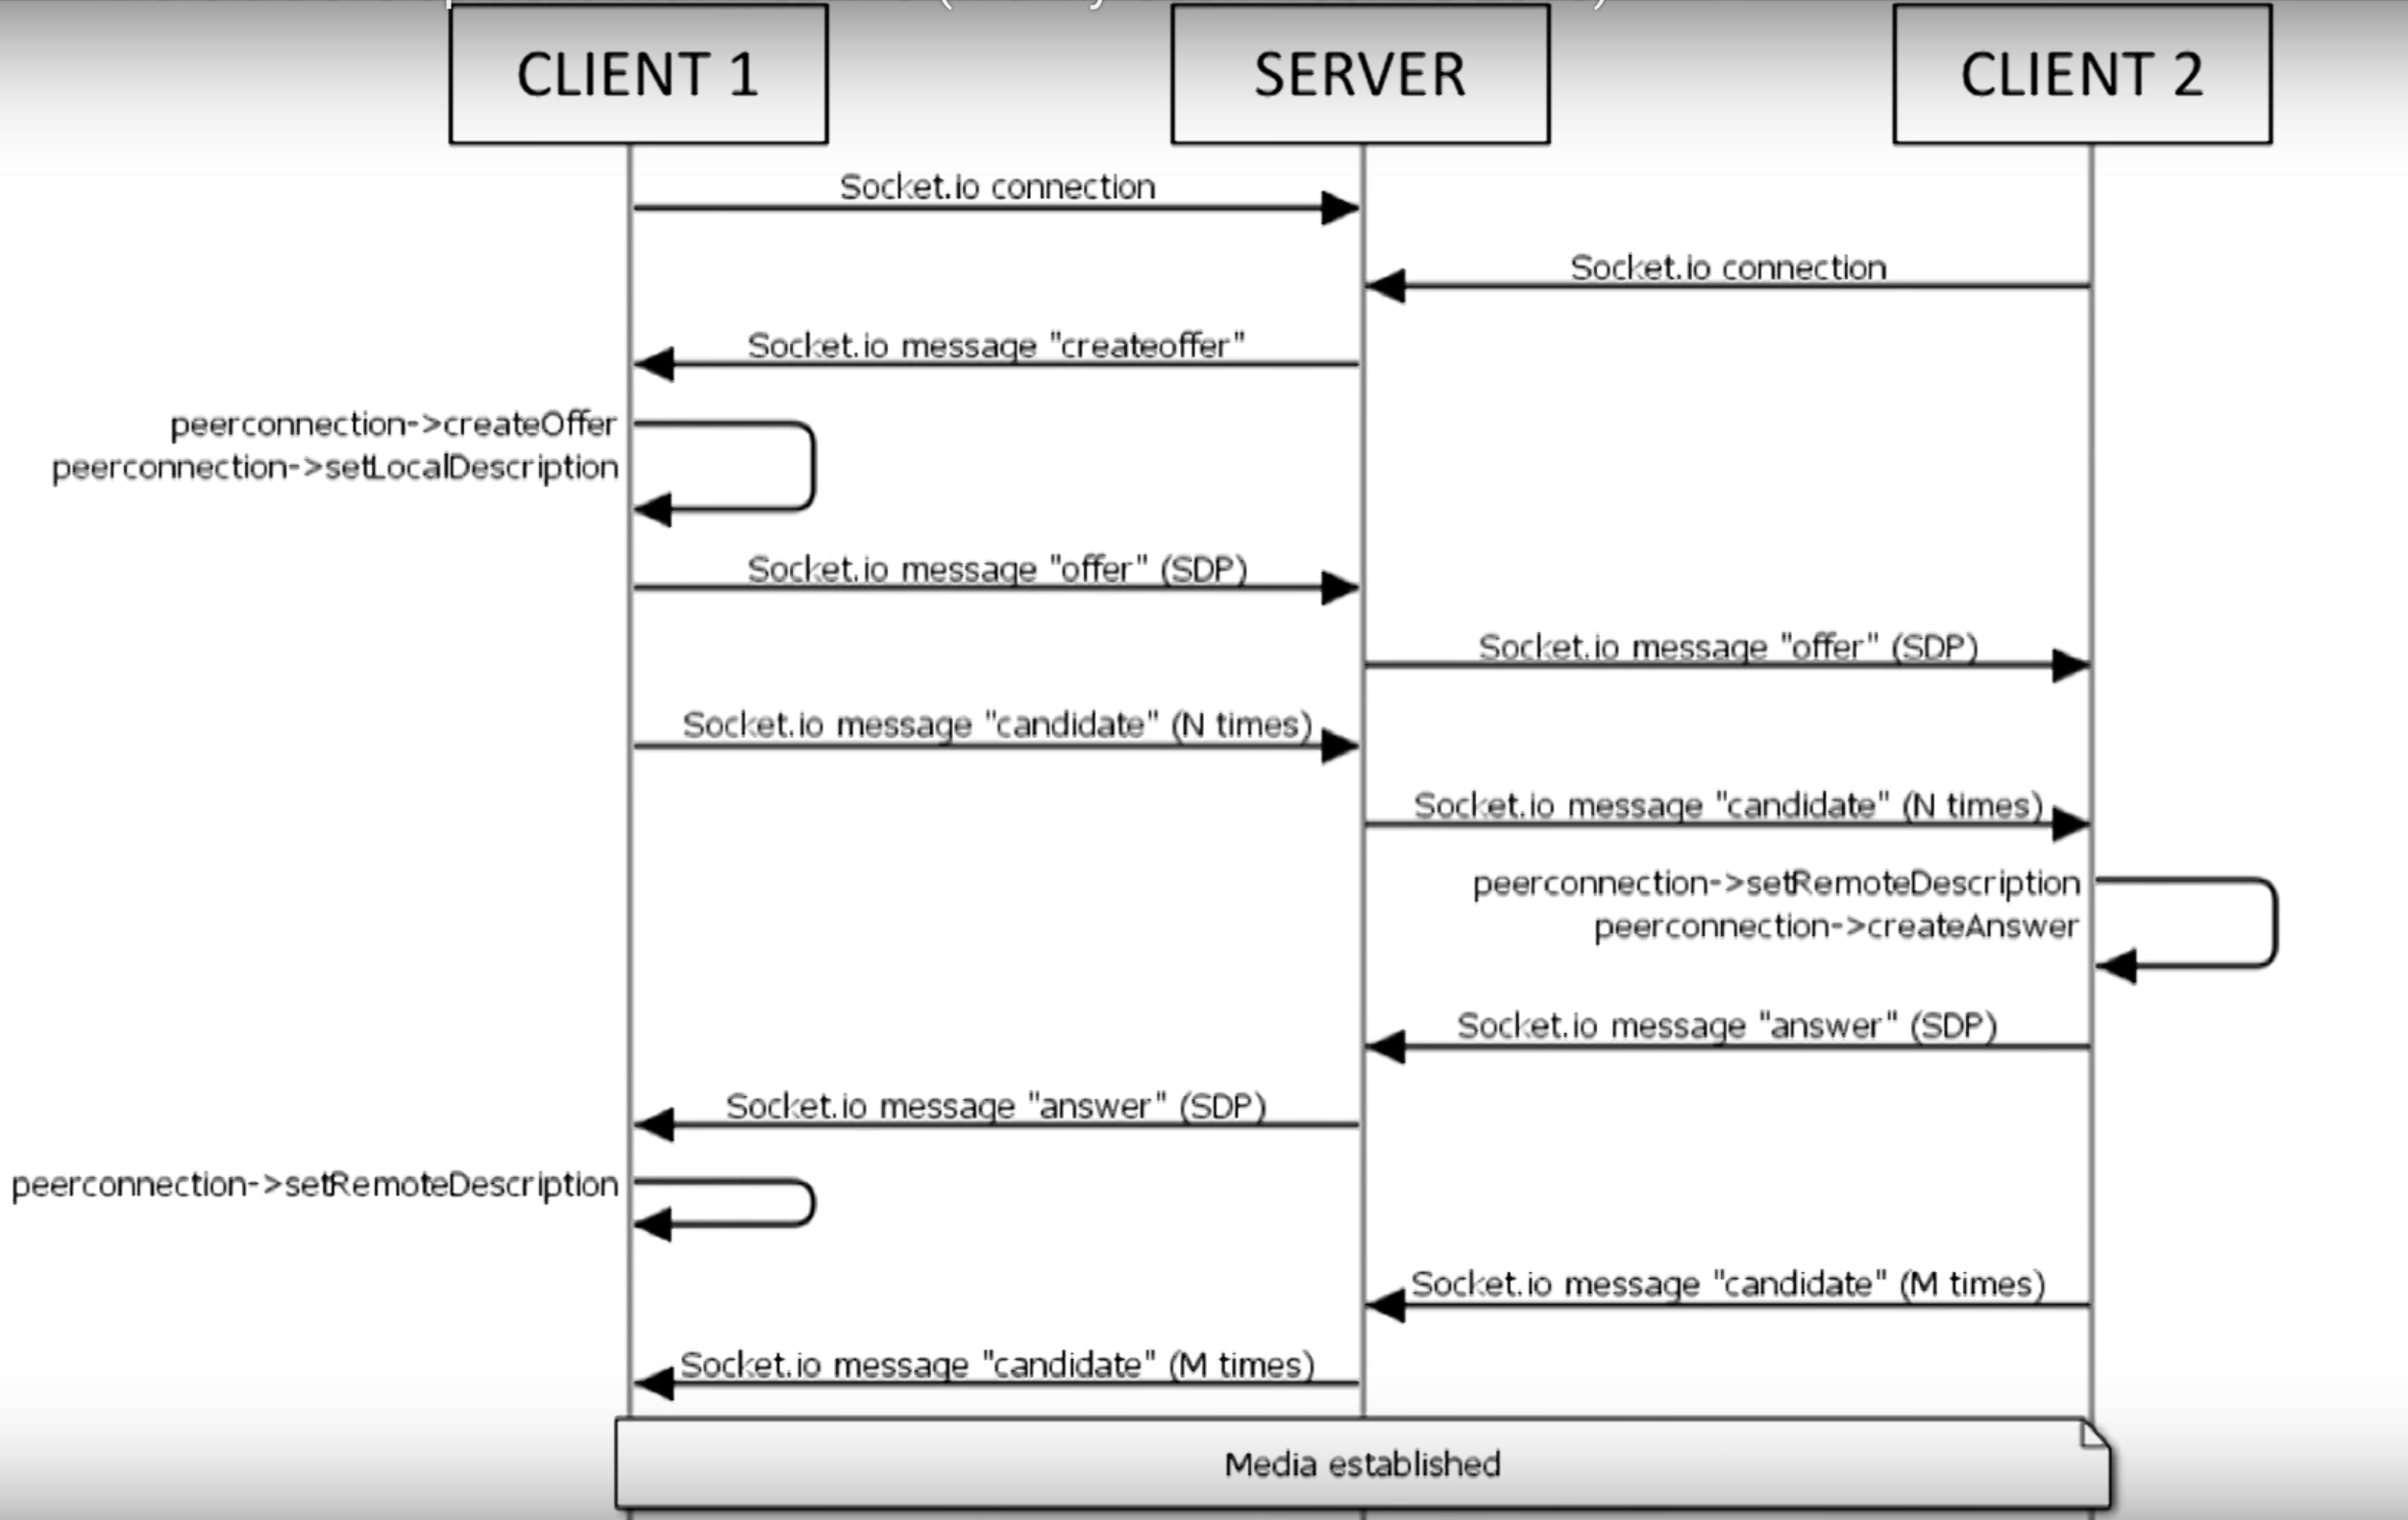 CLIENT 1
SERVER
CLIENT 2
Socket.io connection
Socket.io connection
Socket.io message "createoffer"
peerconnection->createOffer
peerconnection->setLocalDescription
Socket.io message "offer" (SDP)
Socket.io message "offer" (SDP)
Socket.io message "candidate" (N times)
Socket.io message "candidate" (N times)
peerconnection->setRemoteDescription
peerconnection->createAnswer
Socket.io message "answer" (SDP)
Socket.io message "answer" (SDP)
peerconnection->setRemoteDescription
Socket.io message "candidate" (M times)
Socket.io message "candidate" (M times)
Media established